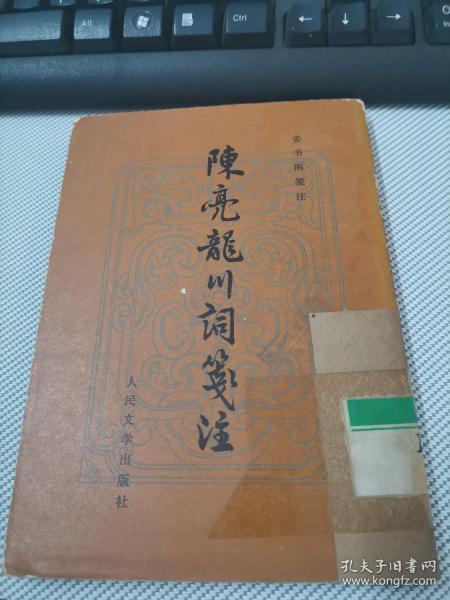 Alt
Ctrl
姜书阁笺注
陳亮龍川詞箋注
人民文学出版社
孔夫子旧书网
www.kongfz.com